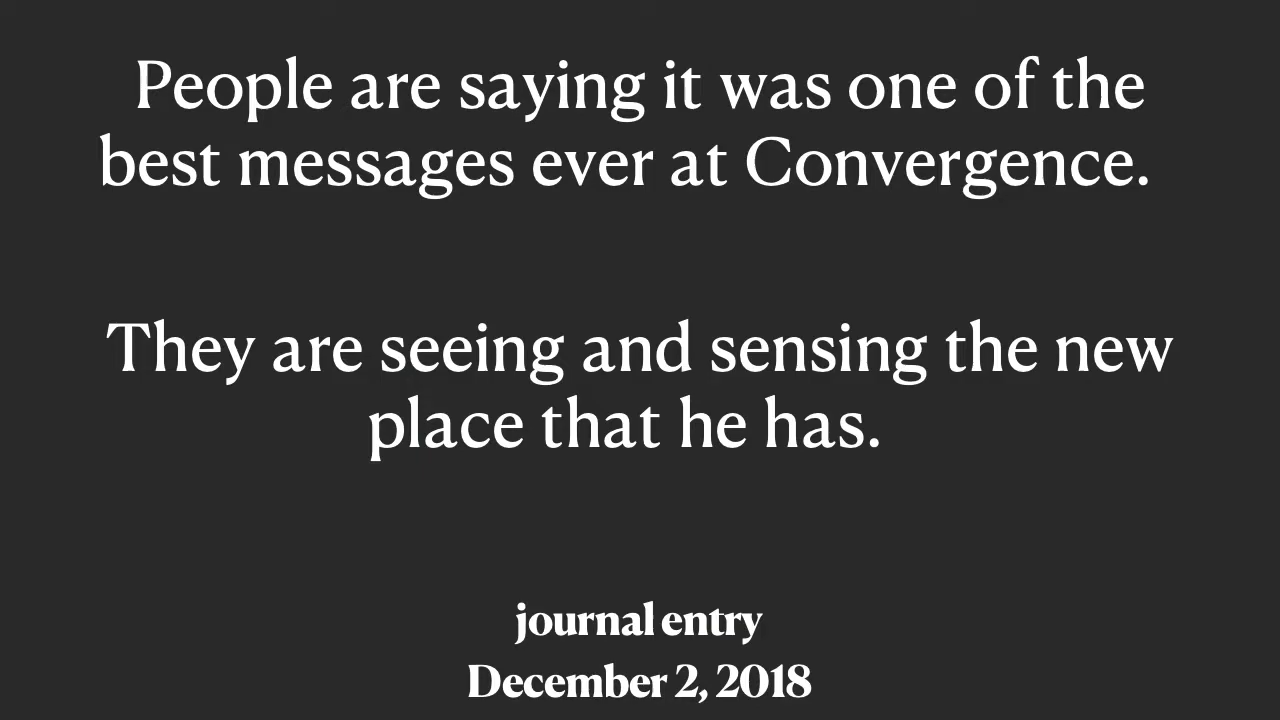 People are saying it was one of the
best messages ever at Convergence.
They are seeing and sensing the new
place that he has.
journal entry
December 2, 2018